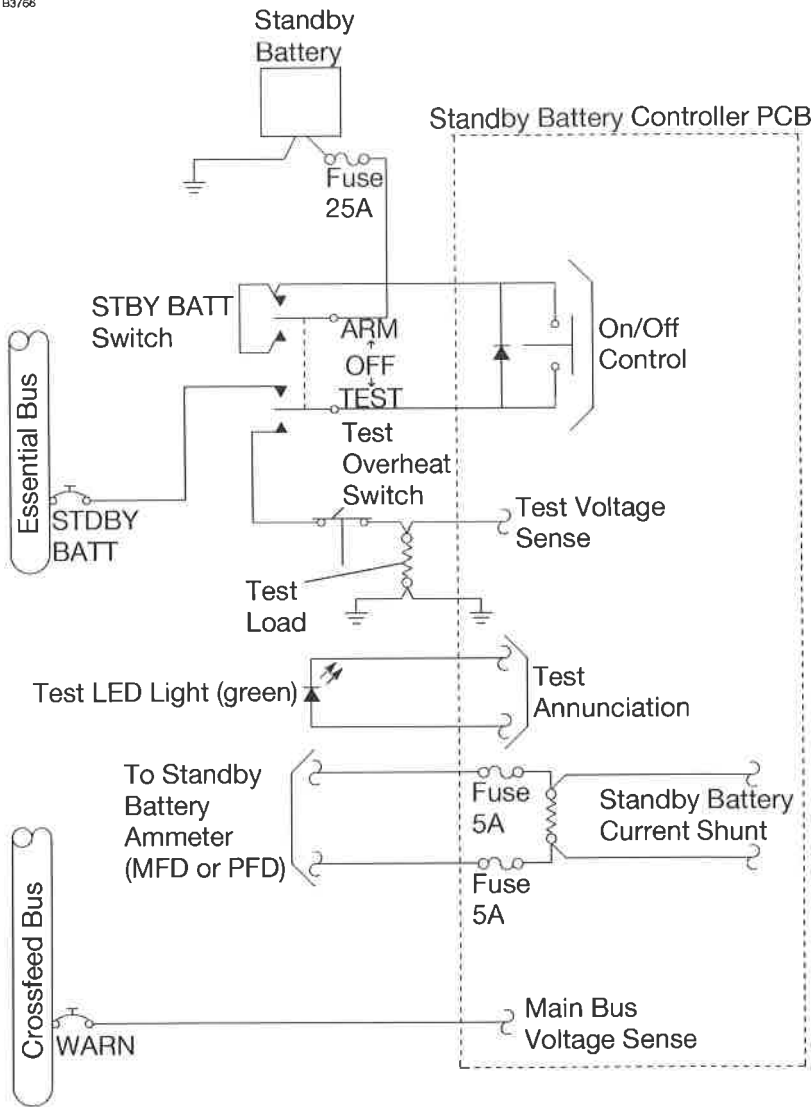 B3766
Standby
Battery
Standby Battery Controller PCB
Fuse
25A
STBY BATT
Switch
ARM
OFF
TEST
On/Off
Control
Essential Bus
STDBY
BATT
Test
Overheat
Switch
Test Voltage
Sense
Test
Load
Test LED Light (green)
Test
Annunciation
To Standby
Battery
Ammeter
(MFD or PFD)
Fuse
5A
Standby Battery
Current Shunt
Fuse
5A
Crossfeed Bus
WARN
Main Bus
Voltage Sense